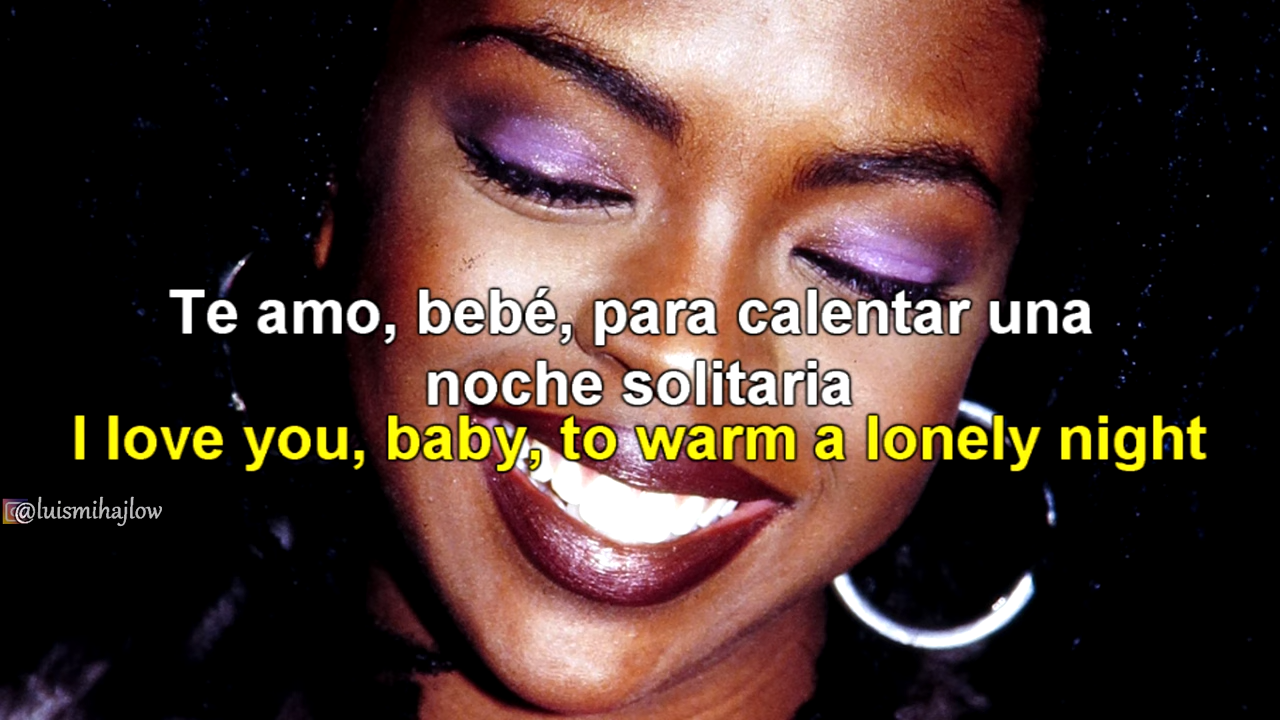 Te amo, bebé, para calentar una
noche solitaria
I love you, baby, to warm a lonely night
@luismihajlow